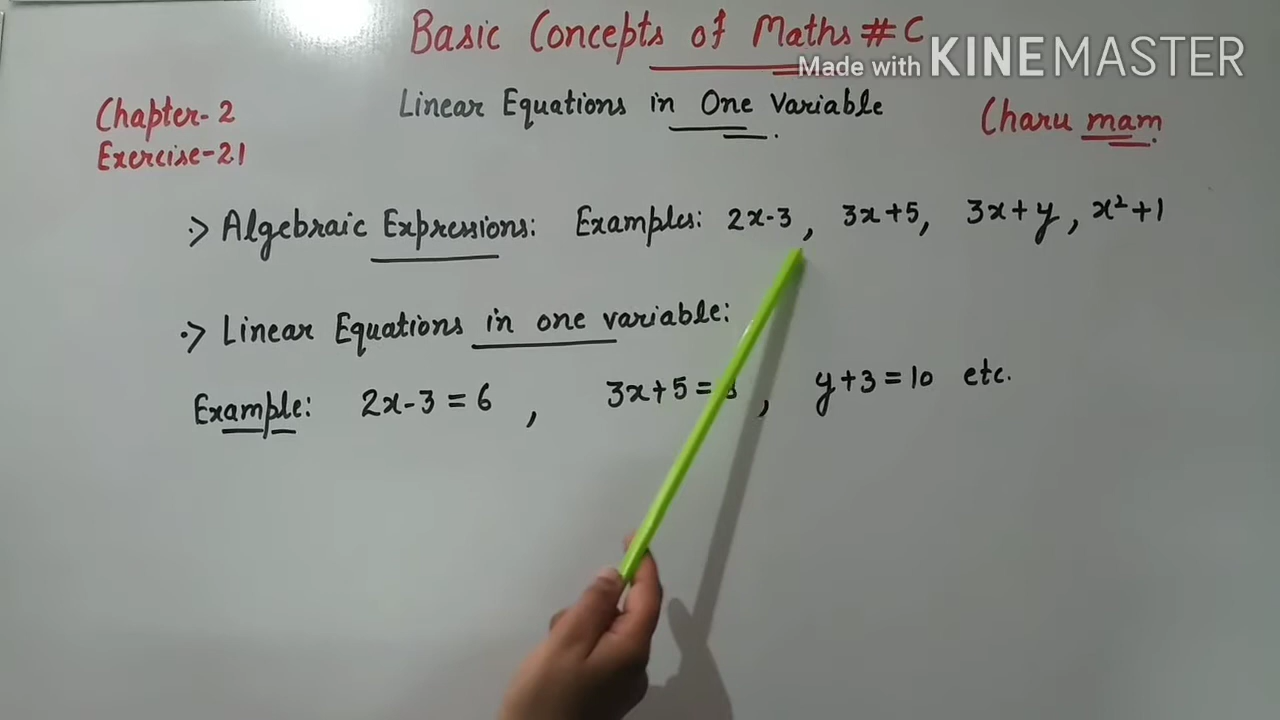 Basic Concepts of Maths # C
Made with KINEMASTER
Linear Equations in One Variable
Chapter-2
Exercise-2.1
Charu mam
:> Algebraic Expressions: Examples: 2x-3, 3x+5, 3x+y, x²+1
:> Linear Equations in one variable:
Example: 2x-3=6, 3x+5= , y+3=10 etc.